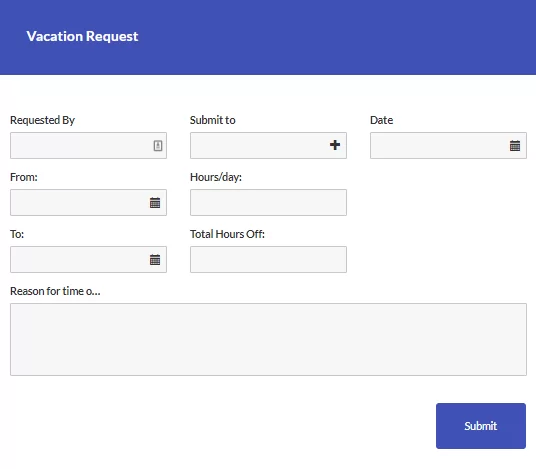 Vacation Request
Requested By Submit to Date
From: Hours/day:
To: Total Hours Off:
Reason for time o...
Submit